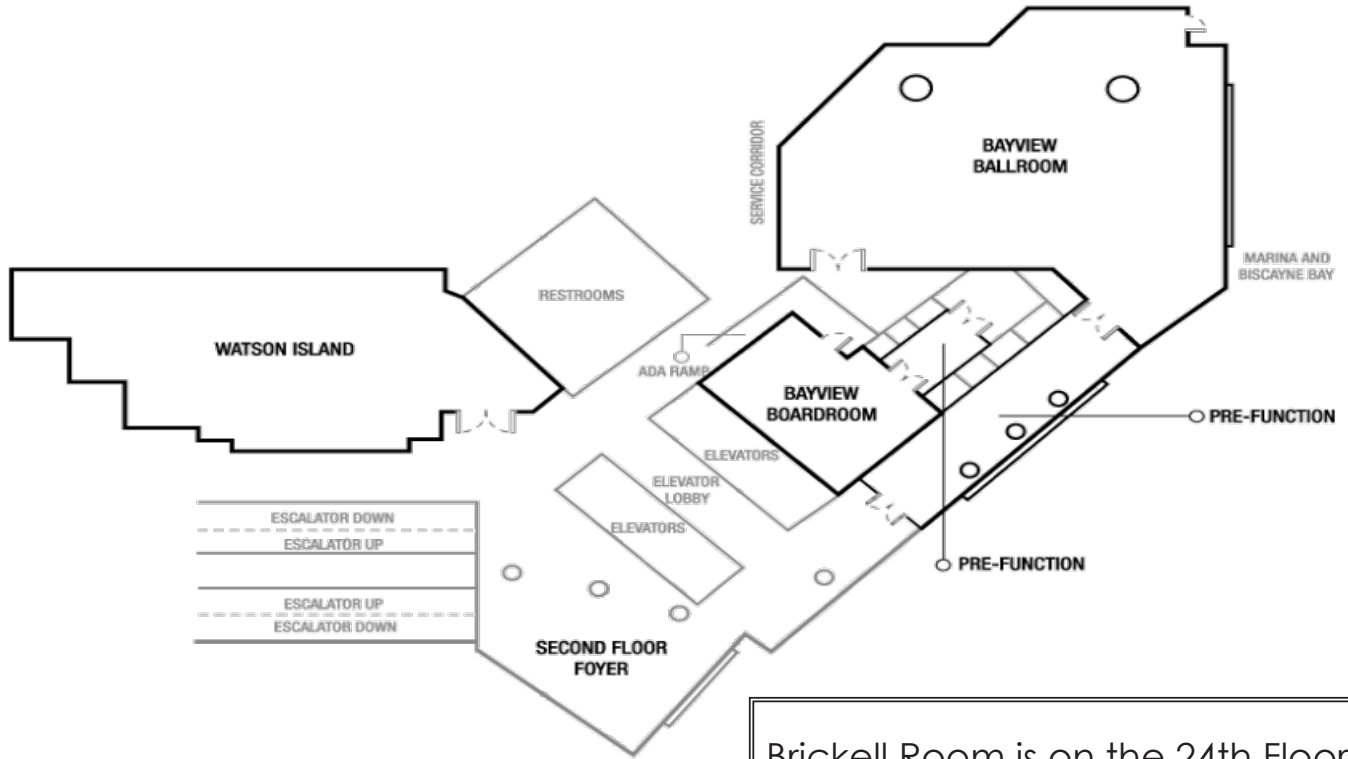 BAYVIEW
BALLROOM
SERVICE CORRIDOR
MARINA AND
BISCAYNE BAY
RESTROOMS
WATSON ISLAND
ADA RAMP
BAYVIEW
BOARDROOM
PRE-FUNCTION
ELEVATORS
ELEVATOR
LOBBY
ELEVATORS
ESCALATOR DOWN
ESCALATOR UP
PRE-FUNCTION
ESCALATOR UP
ESCALATOR DOWN
SECOND FLOOR
FOYER
Brickell Room is on the 24th Floor